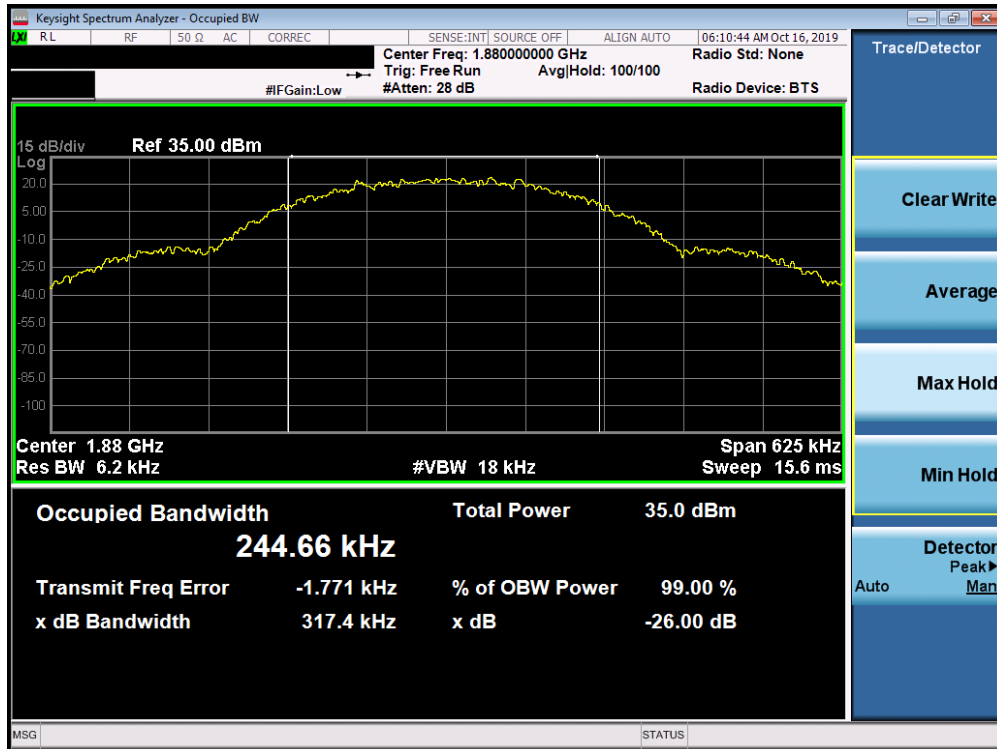 Keysight Spectrum Analyzer - Occupied BW
LXI RL RF 50 Ω AC CORREC SENSE:INT SOURCE OFF ALIGN AUTO 06:10:44 AM Oct 16, 2019
Center Freq: 1.880000000 GHz Radio Std: None
Trig: Free Run Avg|Hold: 100/100
#IFGain:Low #Atten: 28 dB Radio Device: BTS
Trace/Detector
15 dB/div Ref 35.00 dBm
Log
20.0
5.00
-10.0
-25.0
-40.0
-55.0
-70.0
-85.0
-100
Center 1.88 GHz Span 625 kHz
Res BW 6.2 kHz #VBW 18 kHz Sweep 15.6 ms
Occupied Bandwidth Total Power 35.0 dBm
244.66 kHz
Transmit Freq Error -1.771 kHz % of OBW Power 99.00 %
x dB Bandwidth 317.4 kHz x dB -26.00 dB
Clear Write
Average
Max Hold
Min Hold
Detector
Peak▶
Auto Man
MSG STATUS